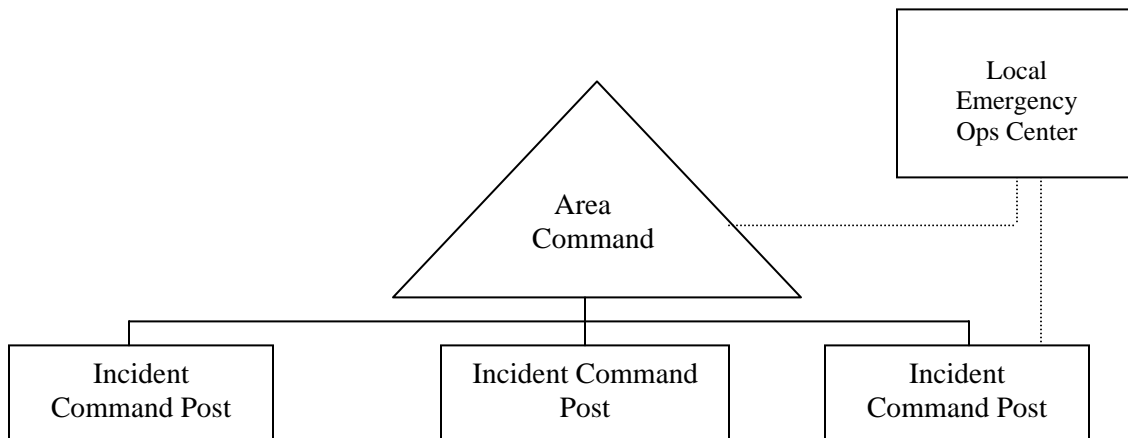 Local
Emergency
Ops Center
Area
Command
Incident
Command Post
Incident Command
Post
Incident
Command Post